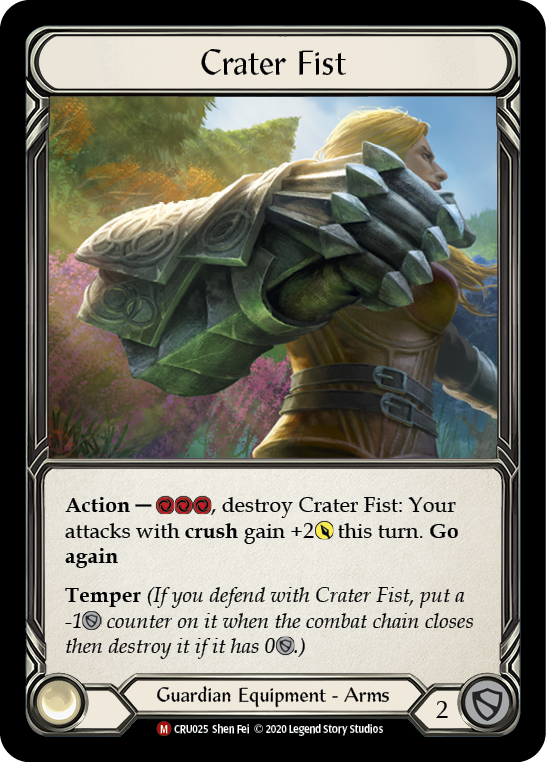 Crater Fist
Action — , destroy Crater Fist: Your
attacks with crush gain +2 this turn. Go
again
Temper (If you defend with Crater Fist, put a
-1 counter on it when the combat chain closes
then destroy it if it has 0.)
Guardian Equipment - Arms
2
M CRU025 Shen Fei © 2020 Legend Story Studios